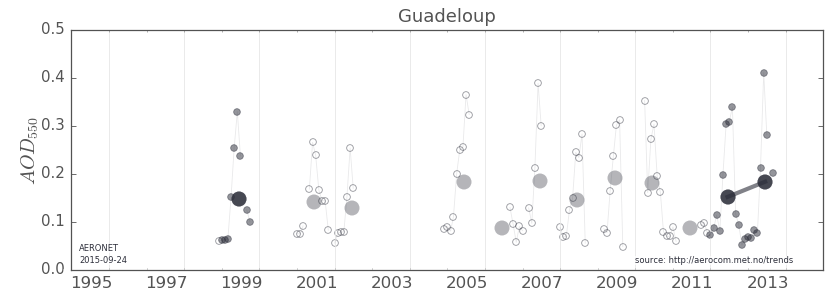 Guadeloup
0.5
0.4
0.3
0.2
0.1
0.0
AOD550
AERONET
2015-09-24
source: http://aerocom.met.no/trends
1995 1997 1999 2001 2003 2005 2007 2009 2011 2013